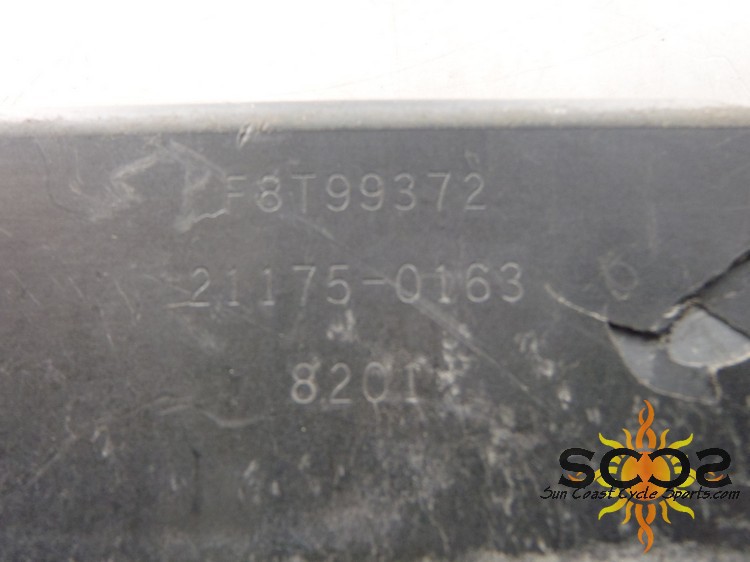 F8T99372
21175-0163
8201
SCCS
Sun Coast Cycle Sports.com